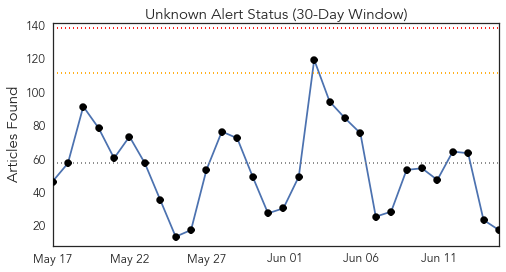 Unknown Alert Status (30-Day Window)
Articles Found
140
120
100
80
60
40
20
May 17
May 22
May 27
Jun 01
Jun 06
Jun 11